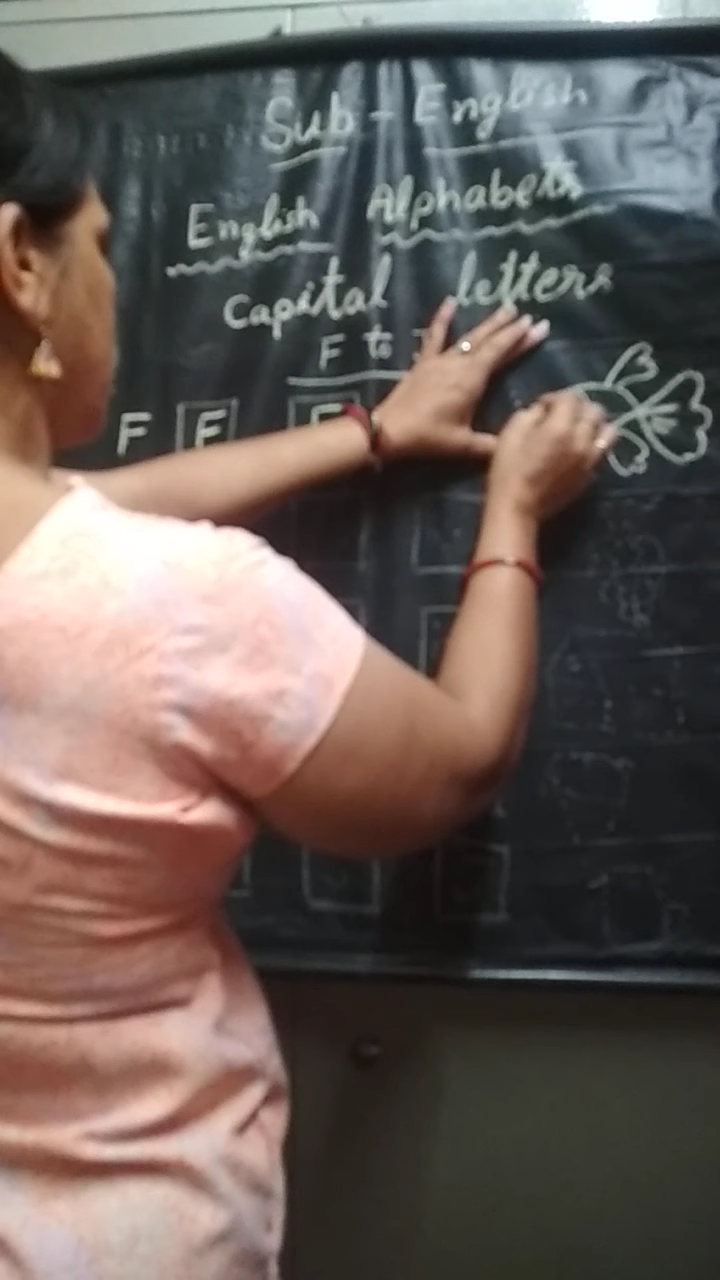 Sub - English
English Alphabets
Capital letters
F to
F F F